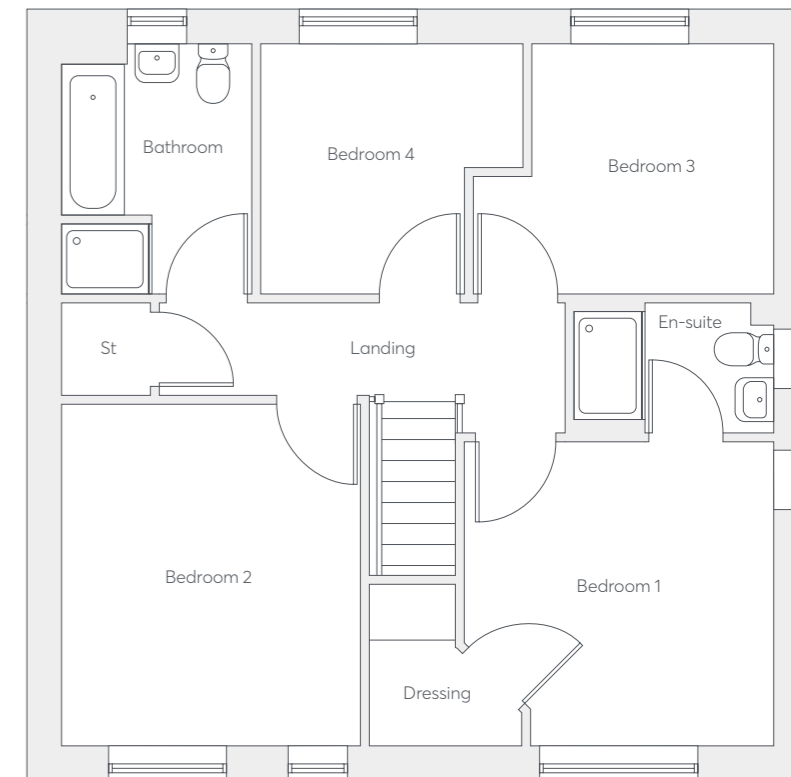 Bathroom
Bedroom 4
Bedroom 3
St
Landing
En-suite
Bedroom 2
Bedroom 1
Dressing